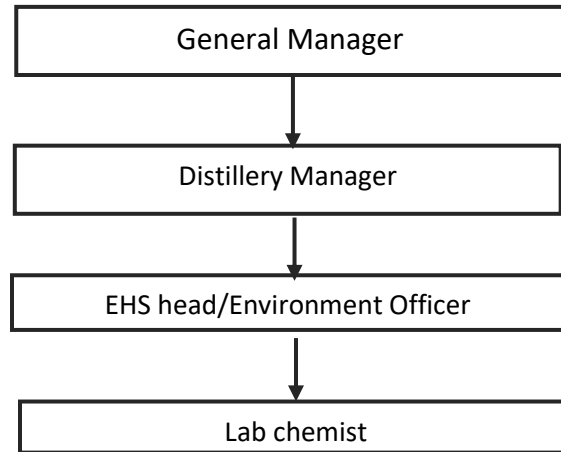 General Manager
Distillery Manager
EHS head/Environment Officer
Lab chemist